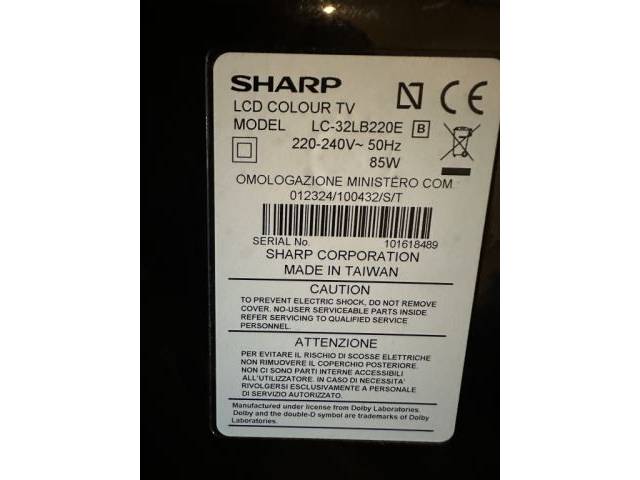 SHARP
LCD COLOUR TV
MODEL LC-32LB220E B
220-240V~ 50Hz
85W
OMOLOGAZIONE MINISTERO COM.
012324/100432/S/T
SERIAL No. 101618489
SHARP CORPORATION
MADE IN TAIWAN
CAUTION
TO PREVENT ELECTRIC SHOCK, DO NOT REMOVE
COVER. NO-USER SERVICEABLE PARTS INSIDE
REFER SERVICING TO QUALIFIED SERVICE
PERSONNEL.
ATTENZIONE
PER EVITARE IL RISCHIO DI SCOSSE ELETTRICHE
NON RIMUOVERE IL COPERCHIO POSTERIORE.
NON CI SONO PARTI INTERNE ACCESSIBILI
ALL'UTILIZZATORE. IN CASO DI NECESSITA'
RIVOLGERSI ESCLUSIVAMENTE A PERSONALE
DI SERVIZIO AUTORIZZATO.
Manufactured under license from Dolby Laboratories.
Dolby and the double-D symbol are trademarks of Dolby
Laboratories.